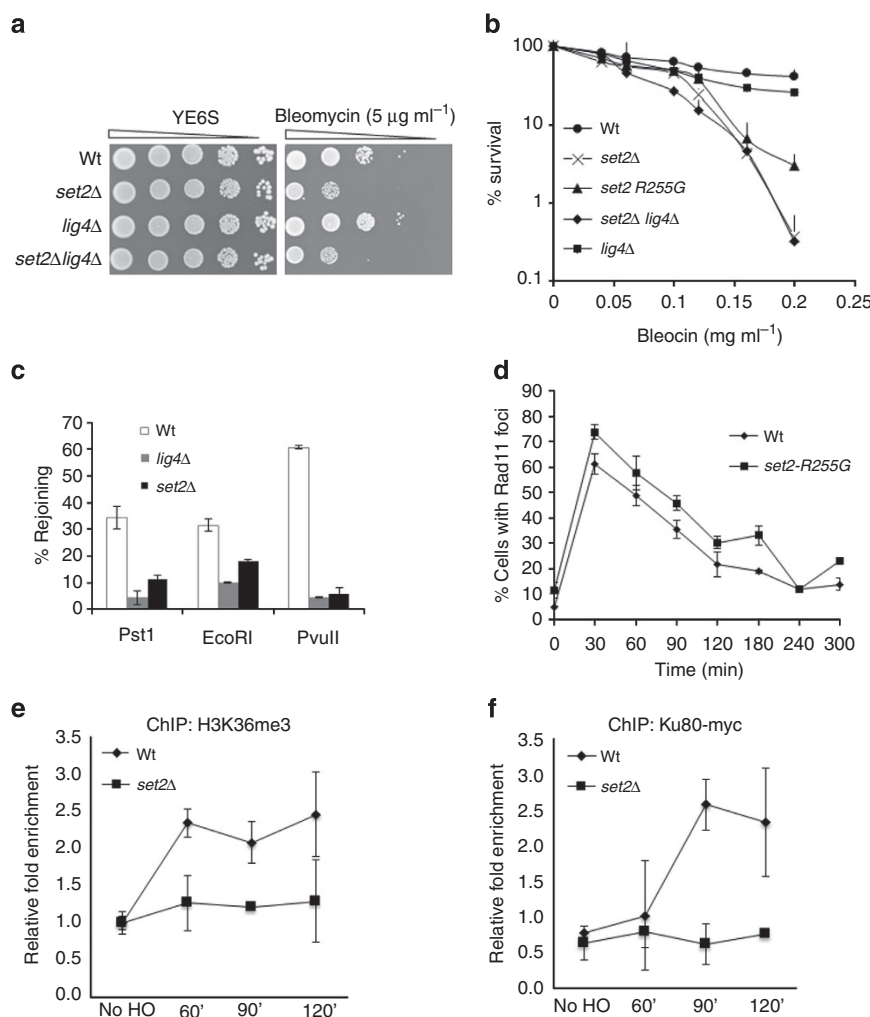 a
YE6S
Bleomycin (5 μg ml⁻¹)
Wt
set2Δ
lig4Δ
set2Δlig4Δ
b
% survival
100
10
1
0.1
Wt
set2Δ
set2 R255G
set2Δ lig4Δ
lig4Δ
0 0.05 0.1 0.15 0.2 0.25
Bleocin (mg ml⁻¹)
c
% Rejoining
70
60
50
40
30
20
10
0
Wt
lig4Δ
set2Δ
Pst1 EcoRI PvuII
d
% Cells with Rad11 foci
90
80
70
60
50
40
30
20
10
0
Wt
set2-R255G
0 30 60 90 120 180 240 300
Time (min)
e
ChIP: H3K36me3
Relative fold enrichment
3.5
3.0
2.5
2.0
1.5
1.0
0.5
0.0
Wt
set2Δ
No HO 60' 90' 120'
f
ChIP: Ku80-myc
Relative fold enrichment
3.5
3.0
2.5
2.0
1.5
1.0
0.5
0.0
Wt
set2Δ
No HO 60' 90' 120'